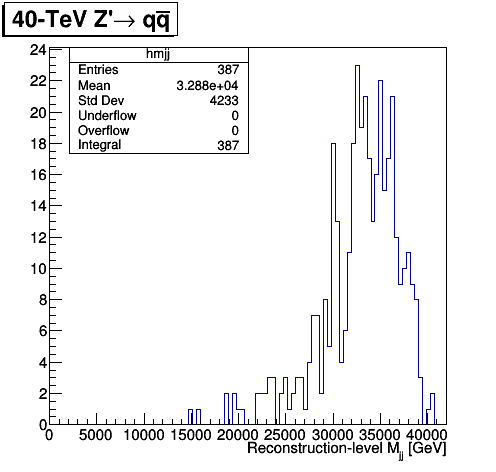 40-TeV Z'→ qq̅
hmjj
Entries 387
Mean 3.288e+04
Std Dev 4233
Underflow 0
Overflow 0
Integral 387
24
22
20
18
16
14
12
10
8
6
4
2
0
0 5000 10000 15000 20000 25000 30000 35000 40000
Reconstruction-level Mjj [GeV]